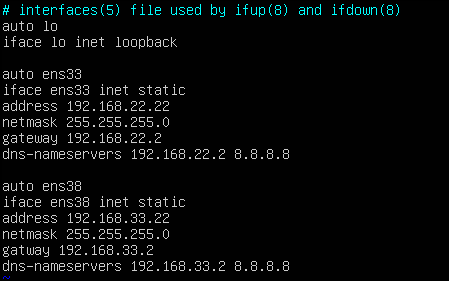 # interfaces(5) file used by ifup(8) and ifdown(8)
auto lo
iface lo inet loopback
auto ens33
iface ens33 inet static
address 192.168.22.22
netmask 255.255.255.0
gateway 192.168.22.2
dns-nameservers 192.168.22.2 8.8.8.8
auto ens38
iface ens38 inet static
address 192.168.33.22
netmask 255.255.255.0
gatway 192.168.33.2
dns-nameservers 192.168.33.2 8.8.8.8
~